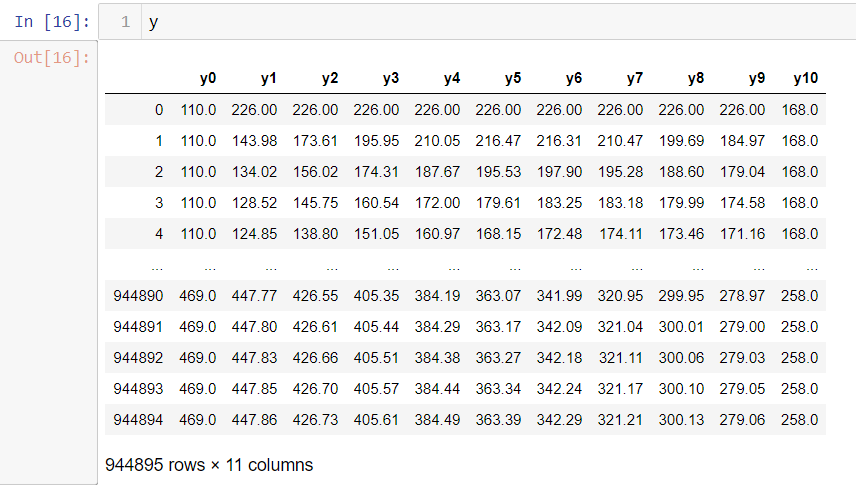 In [16]: 1 y
Out[16]:
y0 y1 y2 y3 y4 y5 y6 y7 y8 y9 y10
0 110.0 226.00 226.00 226.00 226.00 226.00 226.00 226.00 226.00 226.00 168.0
1 110.0 143.98 173.61 195.95 210.05 216.47 216.31 210.47 199.69 184.97 168.0
2 110.0 134.02 156.02 174.31 187.67 195.53 197.90 195.28 188.60 179.04 168.0
3 110.0 128.52 145.75 160.54 172.00 179.61 183.25 183.18 179.99 174.58 168.0
4 110.0 124.85 138.80 151.05 160.97 168.15 172.48 174.11 173.46 171.16 168.0
... ... ... ... ... ... ... ... ... ... ... ...
944890 469.0 447.77 426.55 405.35 384.19 363.07 341.99 320.95 299.95 278.97 258.0
944891 469.0 447.80 426.61 405.44 384.29 363.17 342.09 321.04 300.01 279.00 258.0
944892 469.0 447.83 426.66 405.51 384.38 363.27 342.18 321.11 300.06 279.03 258.0
944893 469.0 447.85 426.70 405.57 384.44 363.34 342.24 321.17 300.10 279.05 258.0
944894 469.0 447.86 426.73 405.61 384.49 363.39 342.29 321.21 300.13 279.06 258.0
944895 rows × 11 columns